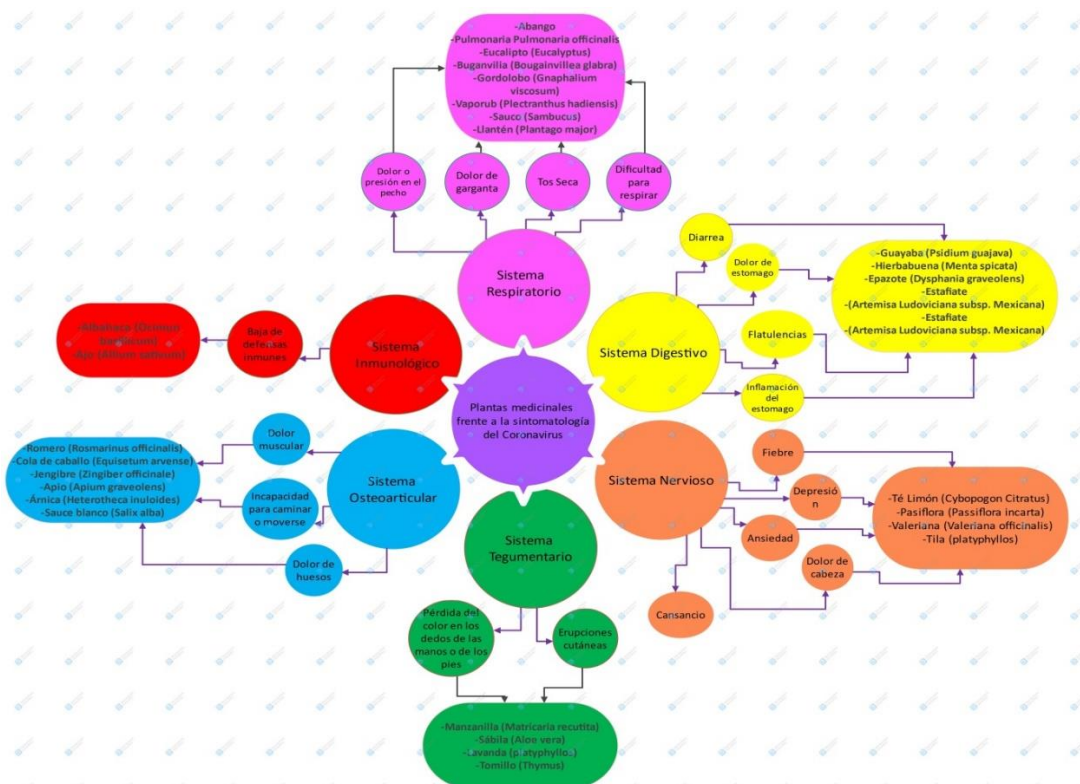 -Abango
-Pulmonaria Pulmonaria officinalis
-Eucalipto (Eucalyptus)
-Buganvilia (Bougainvillea glabra)
-Gordolobo (Gnaphalium
viscosum)
-Vaporub (Plectranthus hadiensis)
-Sauco (Sambucus)
-Llantén (Plantago major)
Dolor o
presión en el
pecho
Dolor de
garganta
Tos Seca
Dificultad
para
respirar
Sistema
Respiratorio
Diarrea
Dolor de
estomago
Flatulencias
Inflamación del
estomago
Sistema Digestivo
-Guayaba (Psidium guajava)
-Hierbabuena (Menta spicata)
-Epazote (Dysphania graveolens)
-Estafiate
-(Artemisa Ludoviciana subsp. Mexicana)
-Estafiate
-(Artemisa Ludoviciana subsp. Mexicana)
-Albahaca (Ocimun
basilicum)
-Ajo (Allium sativum)
Baja de
defensas
inmunes
Sistema
Inmunológico
Plantas medicinales
frente a la sintomatología
del Coronavirus
-Romero (Rosmarinus officinalis)
-Cola de caballo (Equisetum arvense)
-Jengibre (Zingiber officinale)
-Apio (Apium graveolens)
-Árnica (Heterotheca inuloides)
-Sauce blanco (Salix alba)
Dolor
muscular
Incapacidad
para caminar
o moverse
Dolor de
huesos
Sistema
Osteoarticular
Sistema Nervioso
Fiebre
Depresió
n
Ansiedad
Dolor de
cabeza
Cansancio
-Té Limón (Cybopogon Citratus)
-Pasiflora (Passiflora incarta)
-Valeriana (Valeriana officinalis)
-Tila (platyphyllos)
Sistema
Tegumentario
Pérdida del
color en los
dedos de las
manos o de los
pies
Erupciones
cutáneas
-Manzanilla (Matricaria recutita)
-Sábila (Aloe vera)
-Lavanda (platyphyllos)
-Tomillo (Thymus)